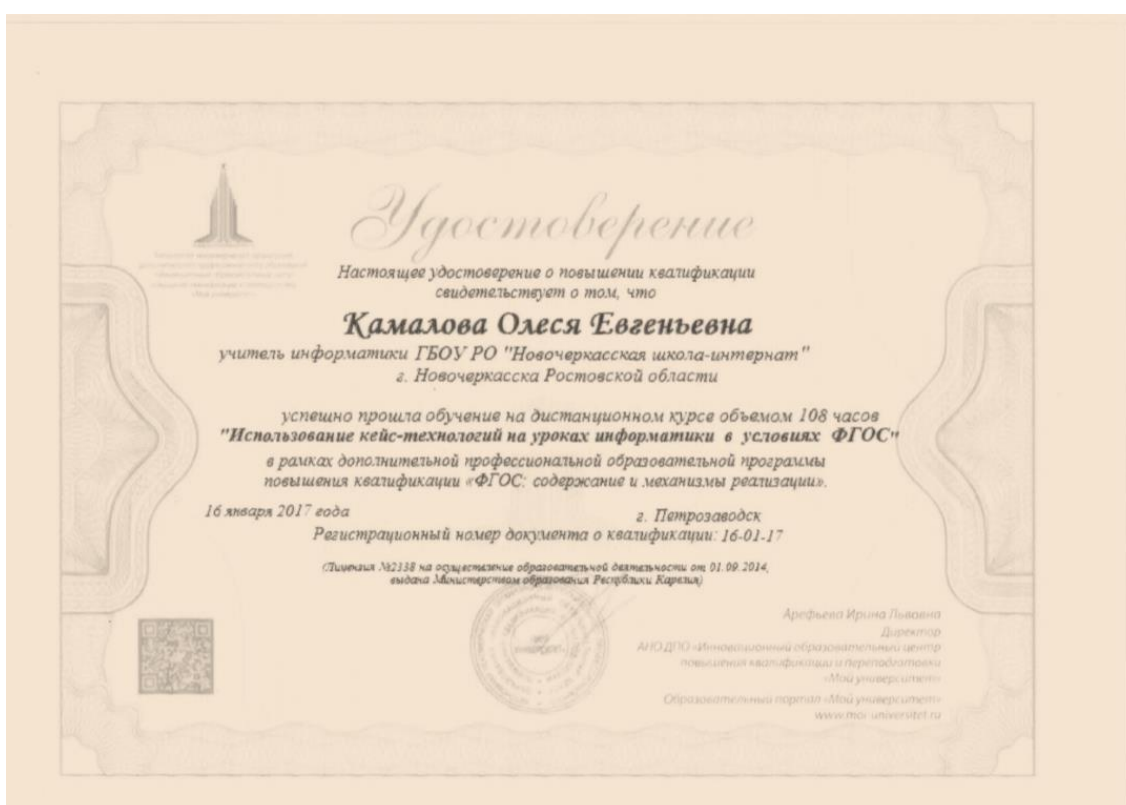 Удостоверение
Настоящее удостоверение о повышении квалификации
свидетельствует о том, что
Камалова Олеся Евгеньевна
учитель информатики ГБОУ РО "Новочеркасская школа-интернат"
г. Новочеркасска Ростовской области
успешно прошла обучение на дистанционном курсе объемом 108 часов
"Использование кейс-технологий на уроках информатики в условиях ФГОС"
в рамках дополнительной профессиональной образовательной программы
повышения квалификации «ФГОС: содержание и механизмы реализации».
16 января 2017 года
г. Петрозаводск
Регистрационный номер документа о квалификации: 16-01-17
(Лицензия №2338 на осуществление образовательной деятельности от 01.09.2014,
выдана Министерством образования Республики Карелия)
Арефьева Ирина Львовна
Директор
АНО ДПО «Инновационный образовательный центр
повышения квалификации и переподготовки
«Мой университет»
Образовательный портал «Мой университет»
www.moi-universitet.ru